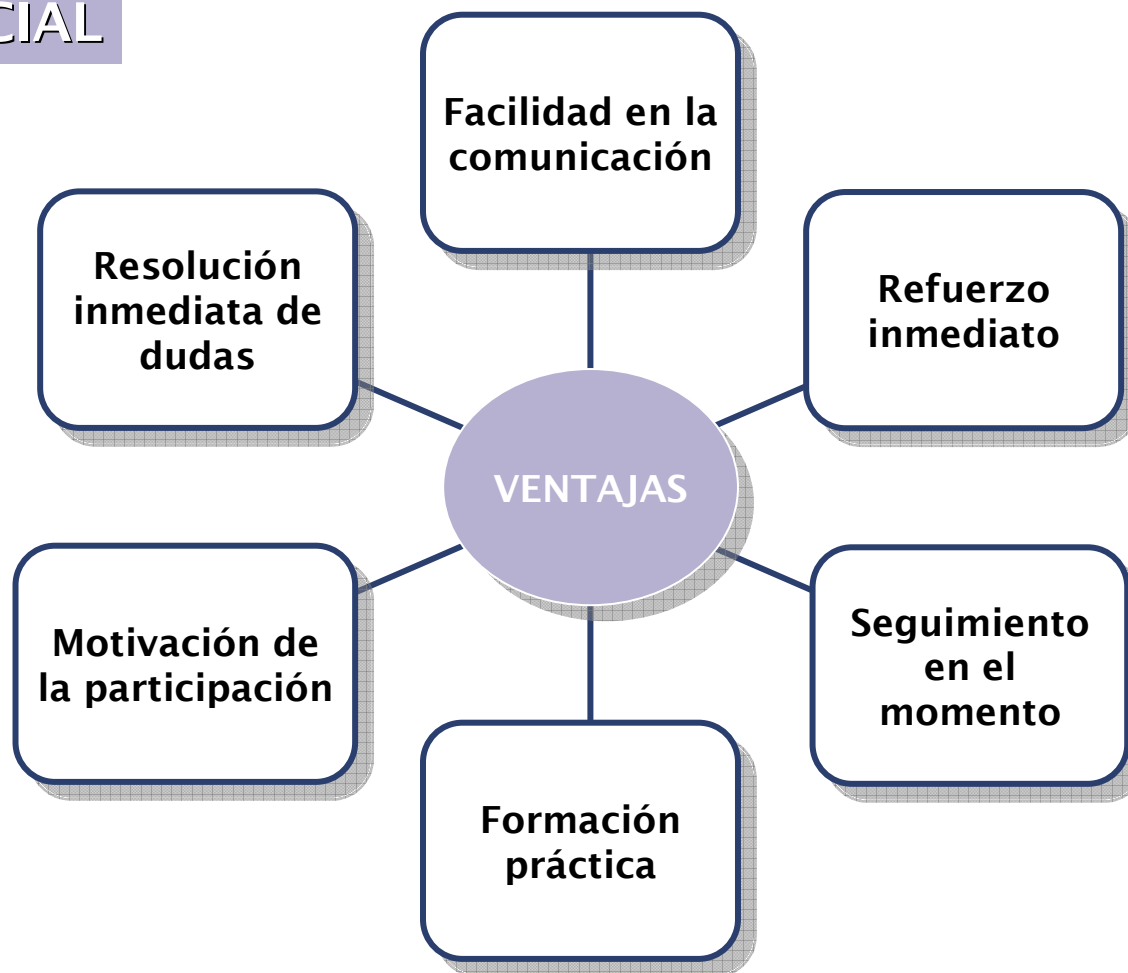 CIAL
Facilidad en la
comunicación
Resolución
inmediata de
dudas
Refuerzo
inmediato
VENTAJAS
Motivación de
la participación
Seguimiento
en el
momento
Formación
práctica